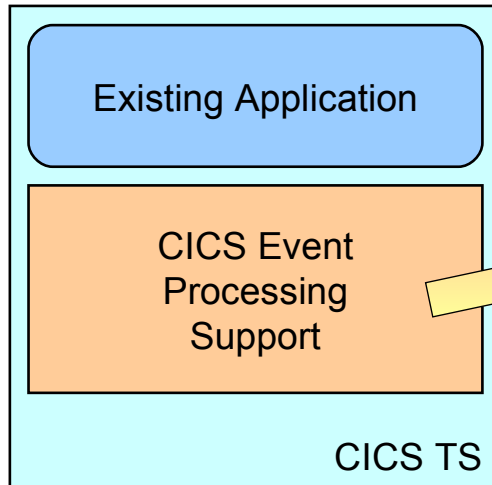 Existing Application
CICS Event
Processing
Support
CICS TS